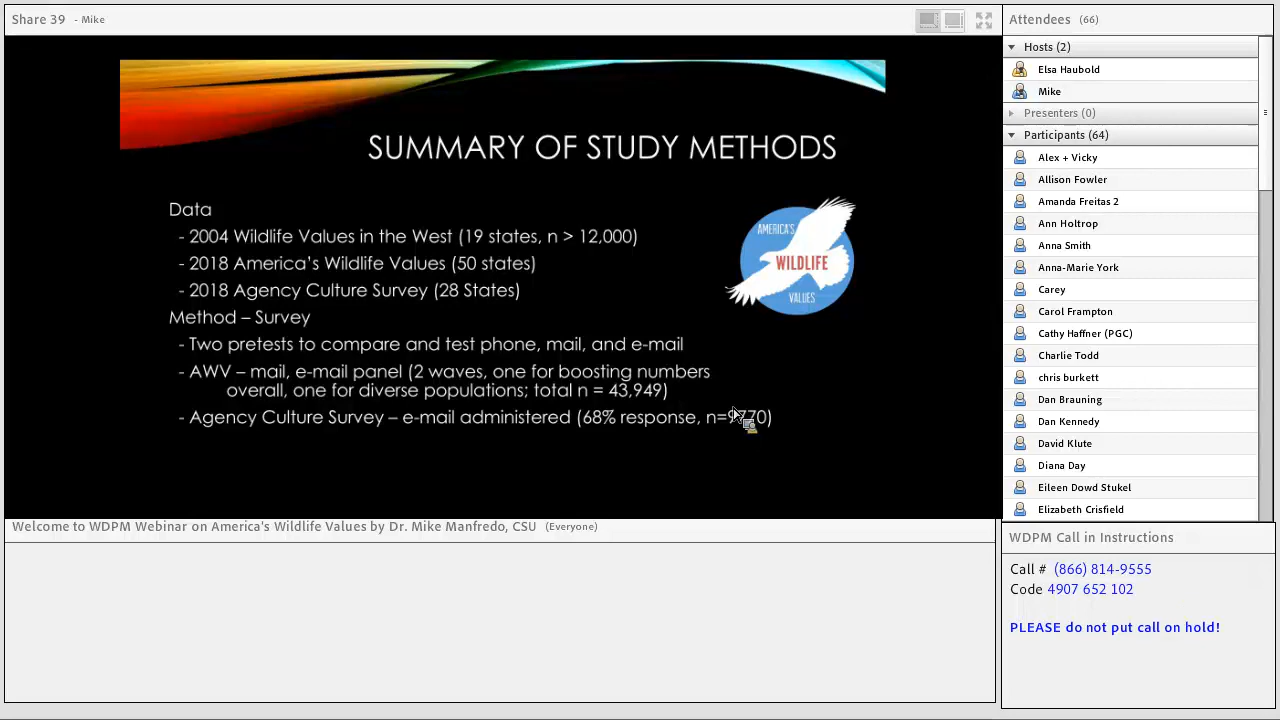 Share 39 - Mike
SUMMARY OF STUDY METHODS
Data
- 2004 Wildlife Values in the West (19 states, n > 12,000)
- 2018 America's Wildlife Values (50 states)
- 2018 Agency Culture Survey (28 States)
Method – Survey
- Two pretests to compare and test phone, mail, and e-mail
- AWV – mail, e-mail panel (2 waves, one for boosting numbers
overall, one for diverse populations; total n = 43,949)
- Agency Culture Survey – e-mail administered (68% response,
AMERICA'S
WILDLIFE
VALUES
Welcome to WDPM Webinar on America's Wildlife Values by Dr. Mike Manfredo, CSU (Everyone)
Attendees (66)
Hosts (2)
Elsa Haubold
Mike
Presenters (0)
Participants (64)
Alex + Vicky
Allison Fowler
Amanda Freitas 2
Ann Holtrop
Anna Smith
Anna-Marie York
Carey
Carol Frampton
Cathy Haffner (PGC)
Charlie Todd
chris burkett
Dan Brauning
Dan Kennedy
David Klute
Diana Day
Eileen Dowd Stukel
Elizabeth Crisfield
WDPM Call in Instructions
Call # (866) 814-9555
Code 4907 652 102
PLEASE do not put call on hold!